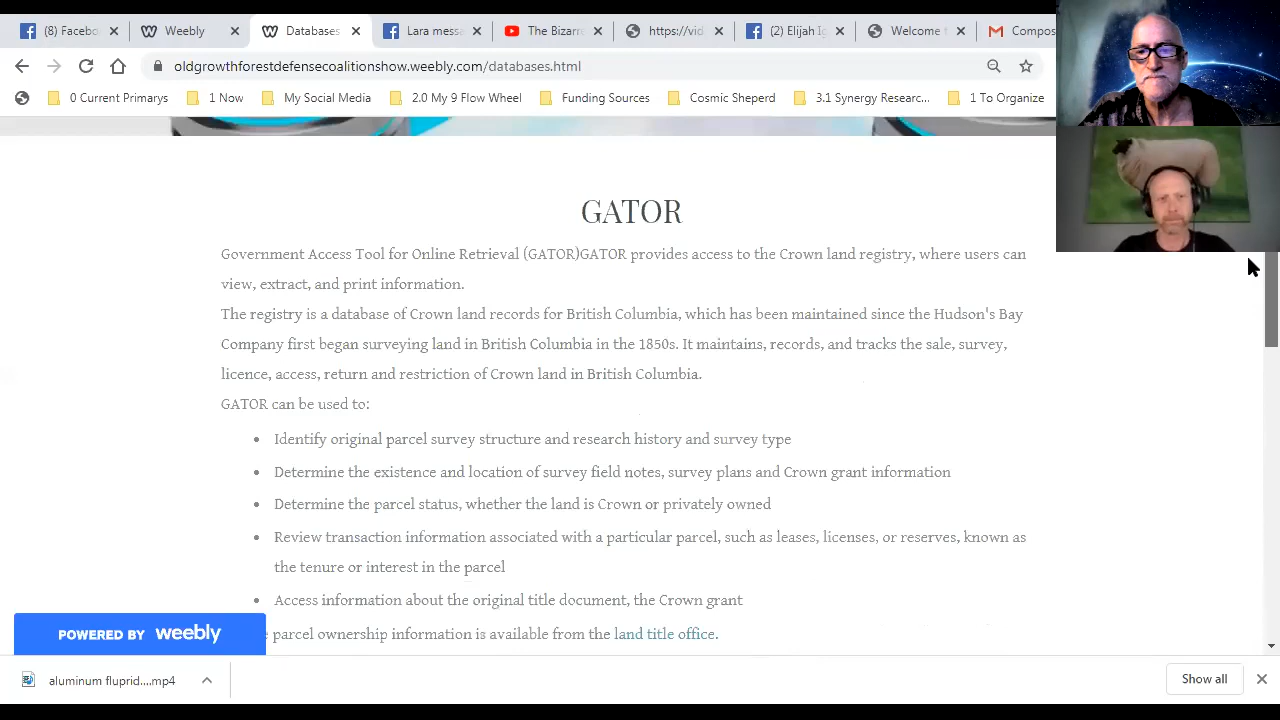 (8) Facebo
Weebly
Databases
Lara mess
The Bizarr
https://vid
(2) Elijah Ig
Welcome t
Compos
oldgrowthforestdefensecoalitionshow.weebly.com/databases.html
0 Current Primarys
1 Now
My Social Media
2.0 My 9 Flow Wheel
Funding Sources
Cosmic Sheperd
3.1 Synergy Researc...
1 To Organize
GATOR
Government Access Tool for Online Retrieval (GATOR)GATOR provides access to the Crown land registry, where users can
view, extract, and print information.
The registry is a database of Crown land records for British Columbia, which has been maintained since the Hudson's Bay
Company first began surveying land in British Columbia in the 1850s. It maintains, records, and tracks the sale, survey,
licence, access, return and restriction of Crown land in British Columbia.
GATOR can be used to:
Identify original parcel survey structure and research history and survey type
Determine the existence and location of survey field notes, survey plans and Crown grant information
Determine the parcel status, whether the land is Crown or privately owned
Review transaction information associated with a particular parcel, such as leases, licenses, or reserves, known as
the tenure or interest in the parcel
Access information about the original title document, the Crown grant
parcel ownership information is available from the land title office.
POWERED BY weebly
aluminum fluprid....mp4
Show all